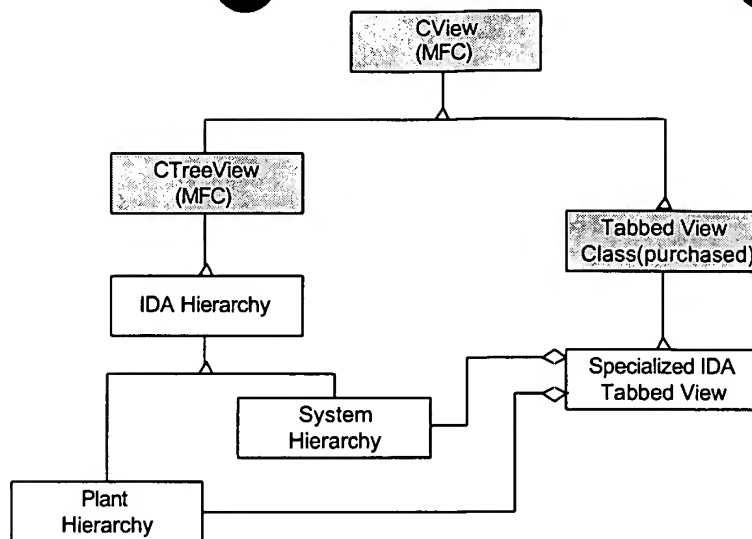 CView
(MFC)
CTreeView
(MFC)
Tabbed View
Class(purchased)
IDA Hierarchy
Specialized IDA
Tabbed View
System
Hierarchy
Plant
Hierarchy